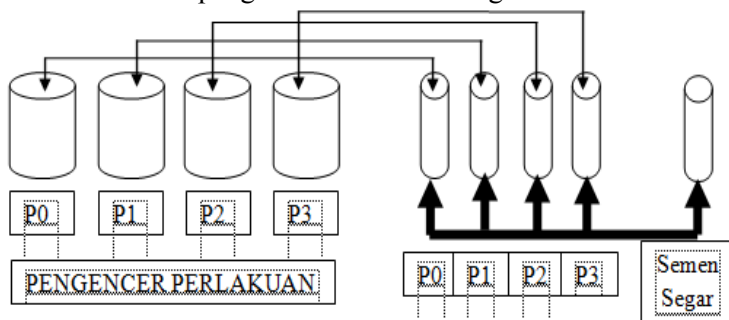 P0 P1 P2 P3
PENGENCER PERLAKUAN
P0 P1 P2 P3
Semen
Segar